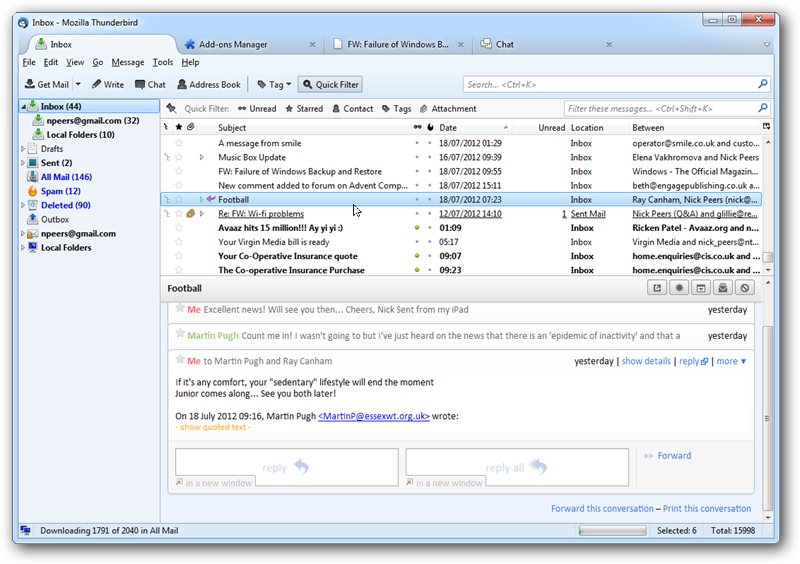 Inbox - Mozilla Thunderbird
Inbox Add-ons Manager FW: Failure of Windows B... Chat
File Edit View Go Message Tools Help
Get Mail Write Chat Address Book Tag Quick Filter Search... <Ctrl+K>
Inbox (44)
npeers@gmail.com (32)
Local Folders (10)
Drafts
Sent (2)
All Mail (146)
Spam (12)
Deleted (90)
Outbox
npeers@gmail.com
Local Folders
Quick Filter: Unread Starred Contact Tags Attachment Filter these messages... <Ctrl+Shift+K>
Subject Date Unread Location Between
A message from smile 18/07/2012 01:29 Inbox operator@smile.co.uk and custo...
Music Box Update 18/07/2012 16:39 Inbox Elena Vakhromova and Nick Peers
FW: Failure of Windows Backup and Restore 18/07/2012 09:55 Inbox Windows - The Official Magazin...
New comment added to forum on Advent Comp... 18/07/2012 15:11 Inbox beth@engagepublishing.co.uk a...
Football 18/07/2012 07:23 Inbox Ray Canham, Nick Peers (nick@...
Re: FW: Wi-fi problems 12/07/2012 14:10 1 Sent Mail Nick Peers (Q&A) and glillie@re...
Avaaz hits 15 million!!! Ay yi yi :) 01:09 Inbox Ricken Patel - Avaaz.org and n...
Your Virgin Media bill is ready 05:17 Inbox Virgin Media and nick_peers@nt...
Your Co-Operative Insurance quote 09:07 Inbox home.enquiries@cis.co.uk and ...
The Co-operative Insurance Purchase 09:23 Inbox home.enquiries@cis.co.uk and ...
Football
Me Excellent news! Will see you then... Cheers, Nick Sent from my iPad yesterday
Martin Pugh Count me in! I wasn't going to but I've just heard on the news that there is an 'epidemic of inactivity' and that a yesterday
Me to Martin Pugh and Ray Canham yesterday | show details | reply | more
If it's any comfort, your "sedentary" lifestyle will end the moment
Junior comes along... See you both later!
On 18 July 2012 09:16, Martin Pugh <MartinP@essexwt.org.uk> wrote:
- show quoted text -
reply reply all Forward
in a new window in a new window
Forward this conversation – Print this conversation
Downloading 1791 of 2040 in All Mail Selected: 6 Total: 15998